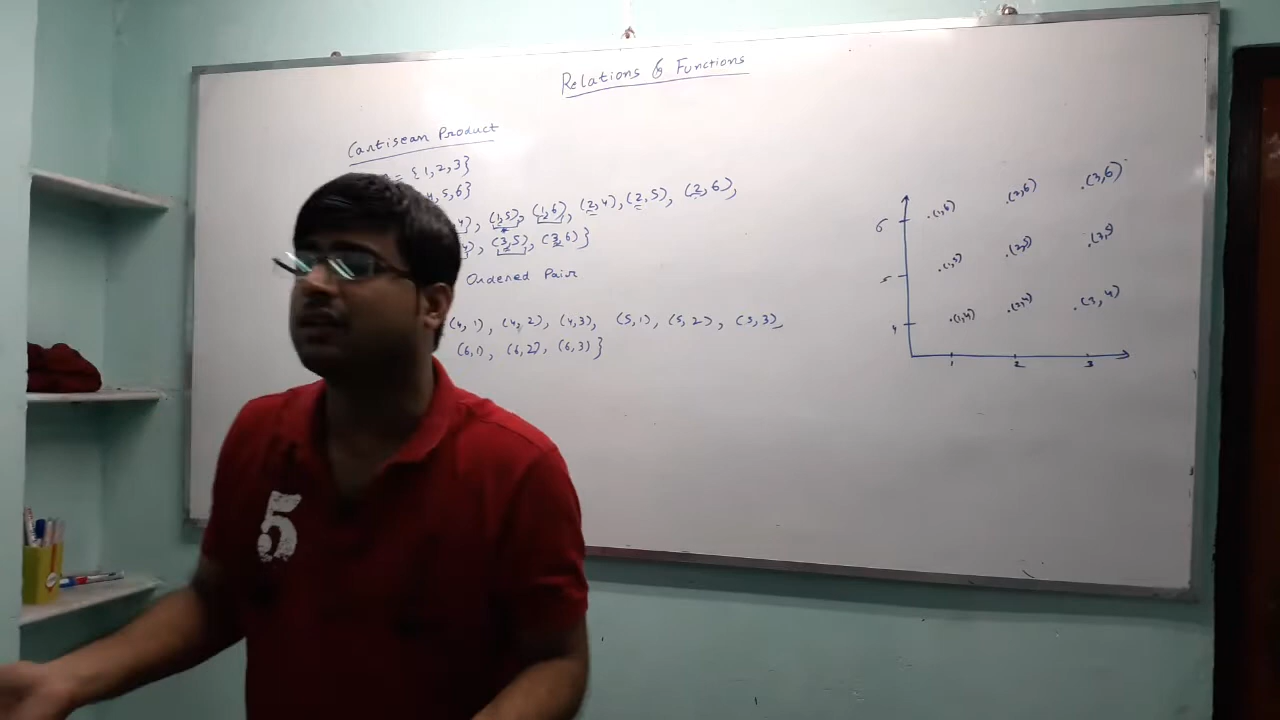 Relations & Functions
Cartisean Product
= {1,2,3}
4,5,6}
4), (1,5), (1,6), (2,4), (2,5), (2,6),
4), (3,5), (3,6)}
Ordered Pair
(4,1), (4,2), (4,3), (5,1), (5,2), (5,3),
(6,1), (6,2), (6,3)}
6 .(1,6) .(2,6) .(3,6)
5 .(1,5) .(2,5) .(3,5)
4 .(1,4) .(2,4) .(3,4)
1 2 3
5